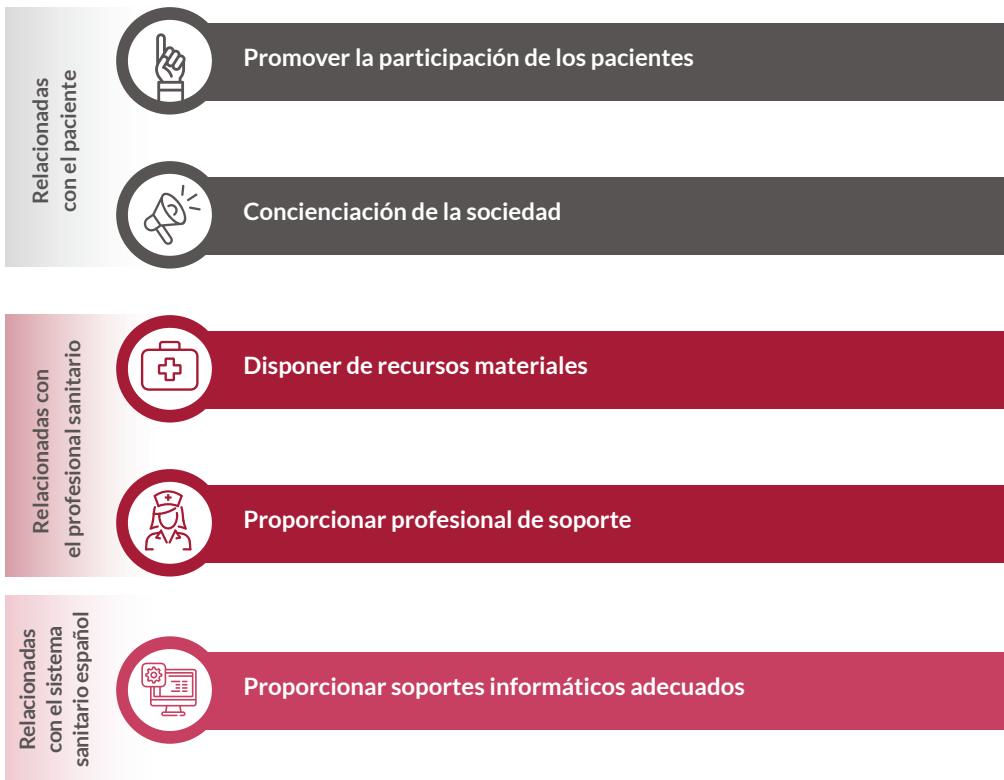 Relacionadas
con el paciente
Promover la participación de los pacientes
Concienciación de la sociedad
Relacionadas con
el profesional sanitario
Disponer de recursos materiales
Proporcionar profesional de soporte
Relacionadas
con el sistema
sanitario español
Proporcionar soportes informáticos adecuados